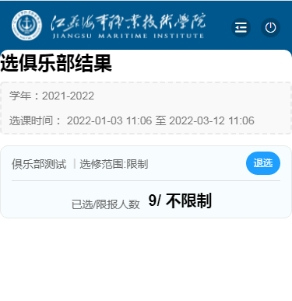 江苏海事职业技术学院
JIANGSU MARITIME INSTITUTE
选俱乐部结果
学年：2021-2022
选课时间： 2022-01-03 11:06 至 2022-03-12 11:06
俱乐部测试 ｜选修范围:限制 退选
已选/限报人数 9/ 不限制